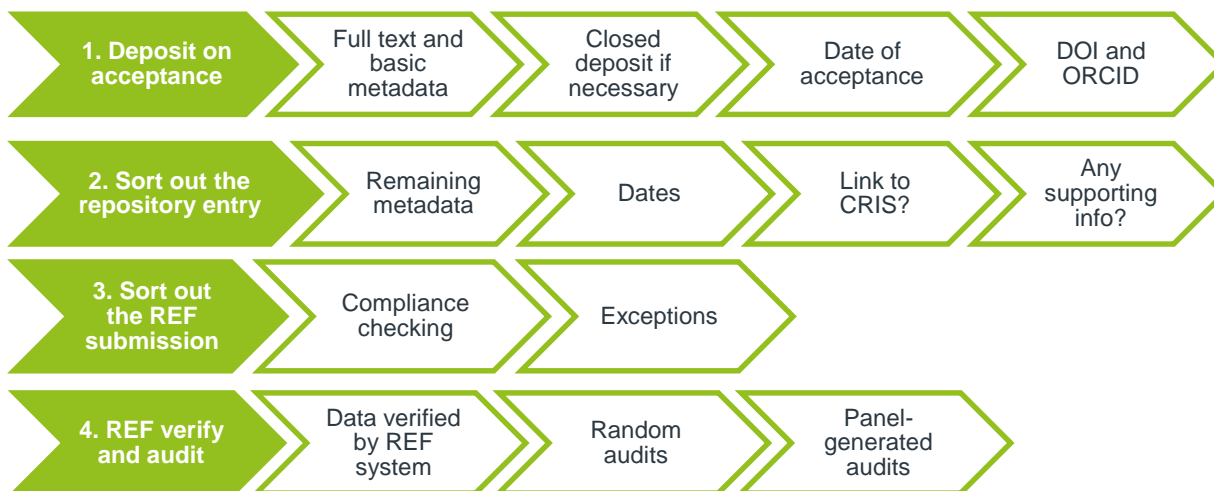 1. Deposit on
acceptance
Full text and
basic
metadata
Closed
deposit if
necessary
Date of
acceptance
DOI and
ORCID
2. Sort out the
repository entry
Remaining
metadata
Dates
Link to
CRIS?
Any
supporting
info?
3. Sort out
the REF
submission
Compliance
checking
Exceptions
4. REF verify
and audit
Data verified
by REF
system
Random
audits
Panel-
generated
audits